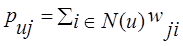 p_{uj} = Σ_{i ∈ N(u)} w_{ji}